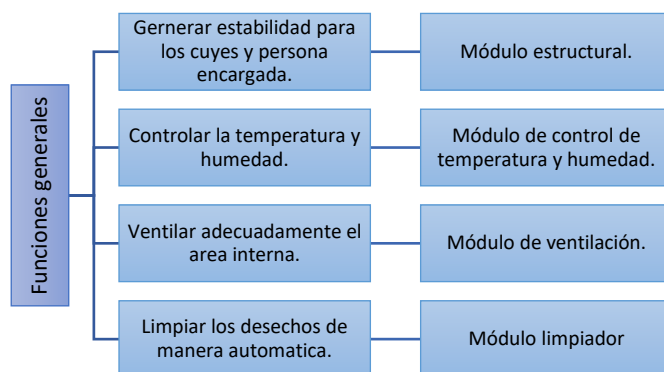 Funciones generales
Gernerar estabilidad para
los cuyes y persona
encargada.
Módulo estructural.
Controlar la temperatura y
humedad.
Módulo de control de
temperatura y humedad.
Ventilar adecuadamente el
area interna.
Módulo de ventilación.
Limpiar los desechos de
manera automatica.
Módulo limpiador